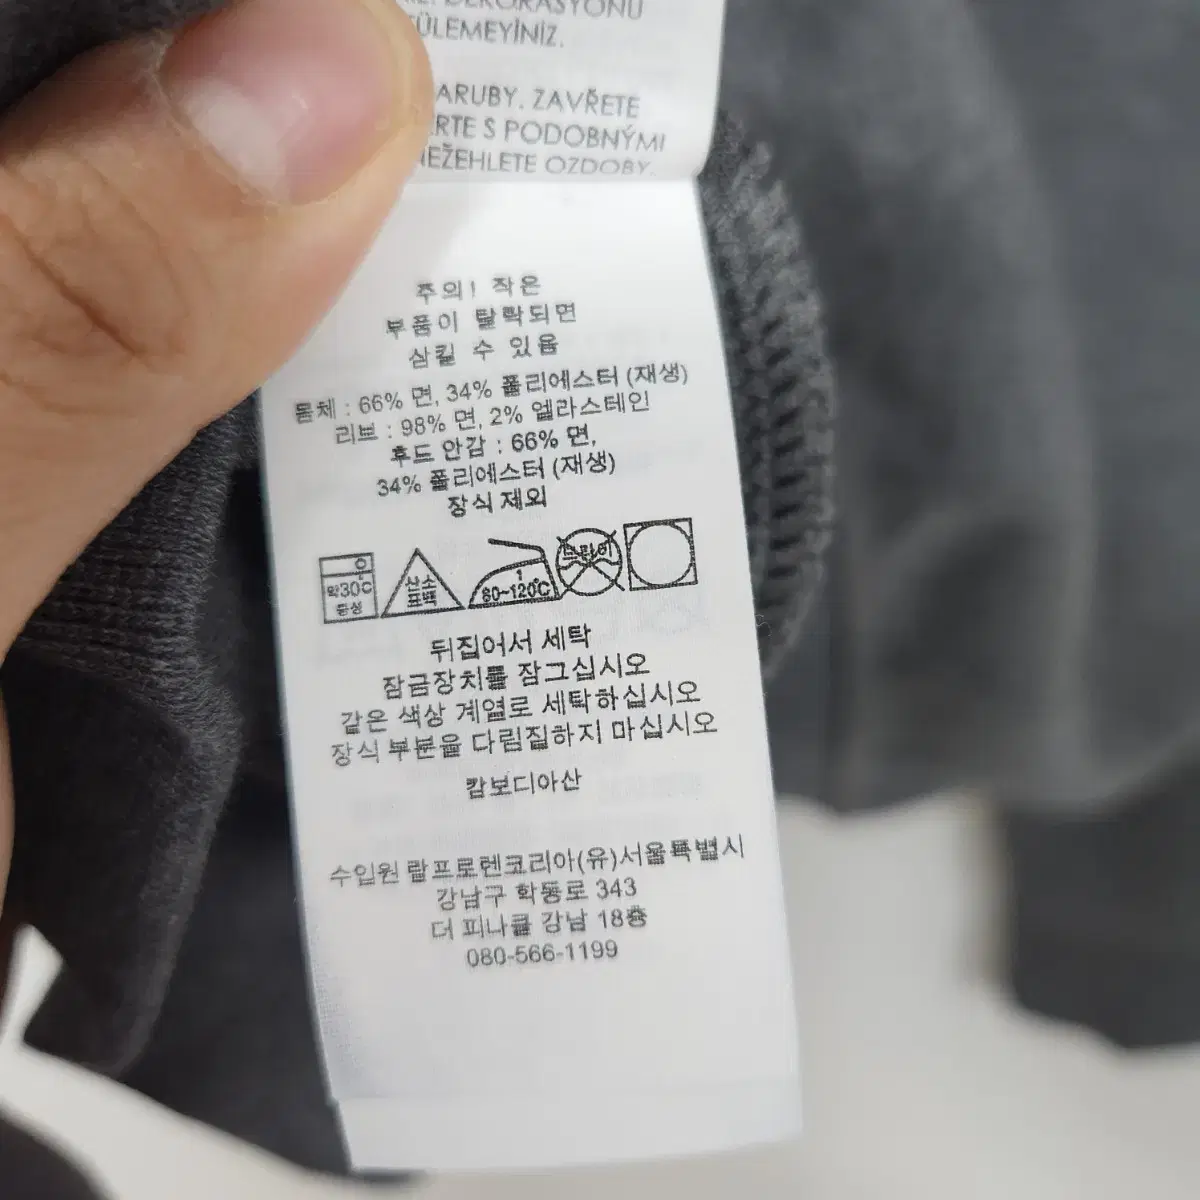 DEKORASYONU
ÜLEMEYİNİZ.
ARUBY. ZAVŘETE
S PODOBNÝMI
NEŽEHLETE OZDOBY.
주의! 작은
부품이 탈락되면
삼킬 수 있음
몸체 : 66% 면, 34% 폴리에스터 (재생)
리브 : 98% 면, 2% 엘라스테인
후드 안감 : 66% 면,
34% 폴리에스터 (재생)
장식 제외
약30℃
중성
산소
표백
1
80~120℃
드라이
뒤집어서 세탁
잠금장치를 잠그십시오
같은 색상 계열로 세탁하십시오
장식 부분을 다림질하지 마십시오
캄보디아산
수입원 랄프로렌코리아(유)서울특별시
강남구 학동로 343
더 피나클 강남 18층
080-566-1199